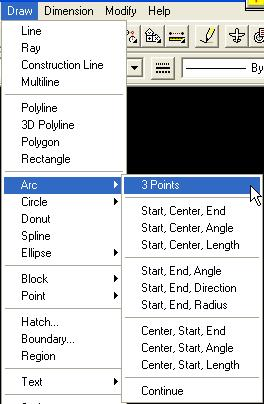 Draw Dimension Modify Help
Line
Ray
Construction Line
Multiline
By
Polyline
3D Polyline
Polygon
Rectangle
Arc
Circle
Donut
Spline
Ellipse
3 Points
Start, Center, End
Start, Center, Angle
Start, Center, Length
Start, End, Angle
Start, End, Direction
Start, End, Radius
Center, Start, End
Center, Start, Angle
Center, Start, Length
Continue
Block
Point
Hatch...
Boundary...
Region
Text